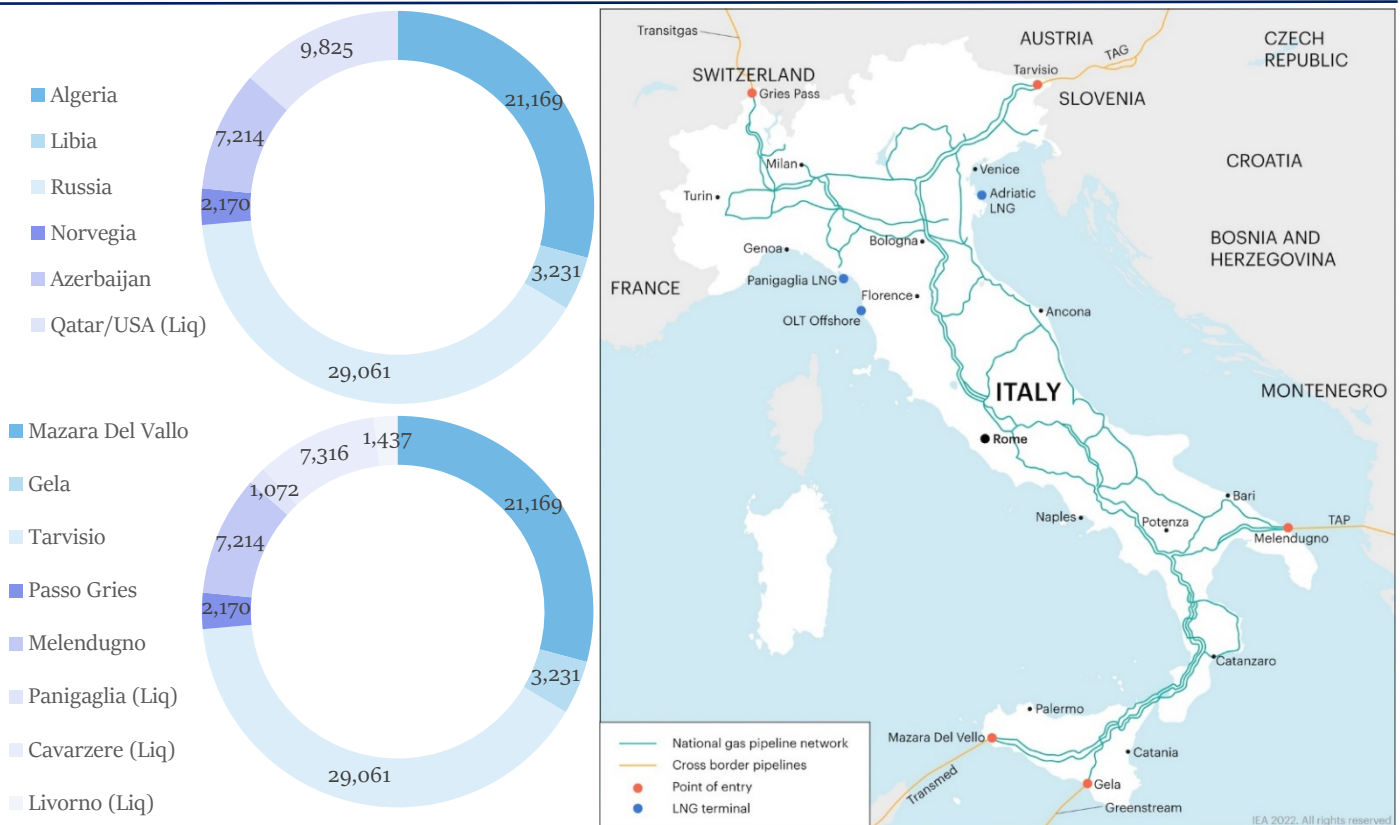 Algeria
Libia
Russia
Norvegia
Azerbaijan
Qatar/USA (Liq)
9,825
21,169
7,214
2,170
3,231
29,061
Mazara Del Vallo
Gela
Tarvisio
Passo Gries
Melendugno
Panigaglia (Liq)
Cavarzere (Liq)
Livorno (Liq)
1,437
7,316
1,072
21,169
7,214
2,170
3,231
29,061
Transitgas
AUSTRIA
CZECH
REPUBLIC
TAG
Tarvisio
SWITZERLAND
Gries Pass
SLOVENIA
Milan
Venice
CROATIA
Turin
Adriatic
LNG
Genoa
Bologna
BOSNIA AND
HERZEGOVINA
FRANCE
Panigaglia LNG
Florence
OLT Offshore
Ancona
ITALY
MONTENEGRO
Rome
Bari
Naples
Potenza
TAP
Melendugno
Catanzaro
Palermo
Mazara Del Vallo
Catania
Transmed
Gela
Greenstream
National gas pipeline network
Cross border pipelines
Point of entry
LNG terminal
IEA 2022. All rights reserved